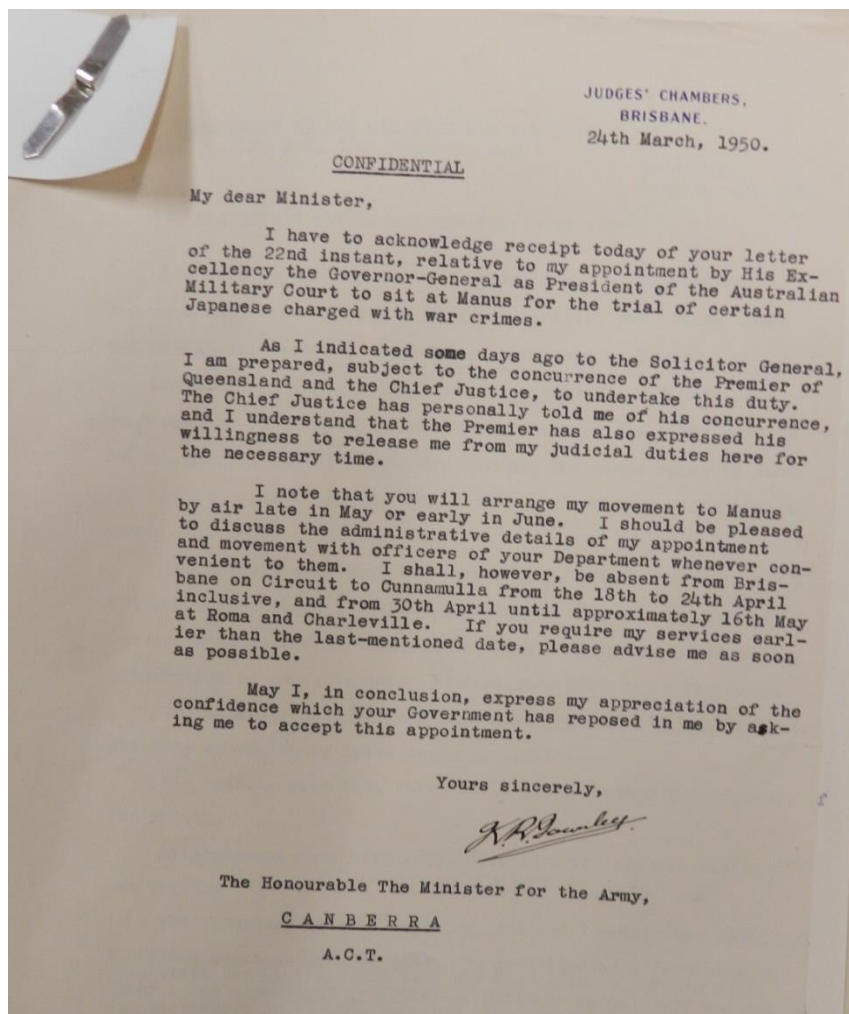 JUDGES' CHAMBERS,
BRISBANE.
24th March, 1950.
CONFIDENTIAL
My dear Minister,
I have to acknowledge receipt today of your letter
of the 22nd instant, relative to my appointment by His Ex-
cellency the Governor-General as President of the Australian
Military Court to sit at Manus for the trial of certain
Japanese charged with war crimes.
As I indicated some days ago to the Solicitor General,
I am prepared, subject to the concurrence of the Premier of
Queensland and the Chief Justice, to undertake this duty.
The Chief Justice has personally told me of his concurrence,
and I understand that the Premier has also expressed his
willingness to release me from my judicial duties here for
the necessary time.
I note that you will arrange my movement to Manus
by air late in May or early in June. I should be pleased
to discuss the administrative details of my appointment
and movement with officers of your Department whenever con-
venient to them. I shall, however, be absent from Bris-
bane on Circuit to Cunnamulla from the 18th to 24th April
inclusive, and from 30th April until approximately 16th May
at Roma and Charleville. If you require my services earl-
ier than the last-mentioned date, please advise me as soon
as possible.
May I, in conclusion, express my appreciation of the
confidence which your Government has reposed in me by ask-
ing me to accept this appointment.
Yours sincerely,
K.R.Townley.
The Honourable The Minister for the Army,
C A N B E R R A
A.C.T.